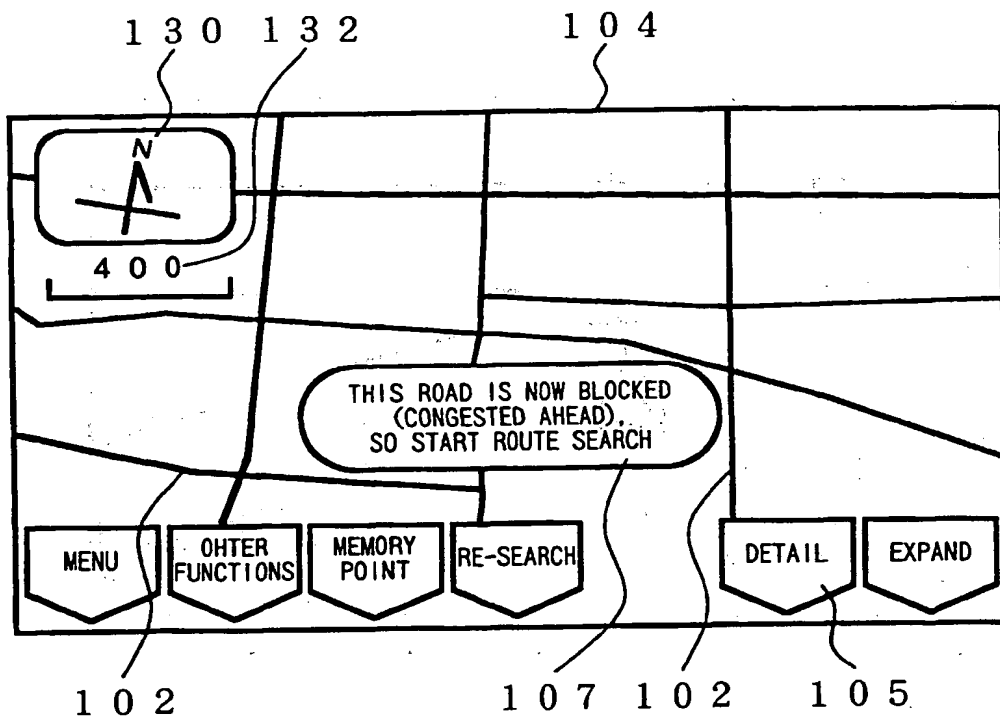 130 132 104
N
400
THIS ROAD IS NOW BLOCKED
(CONGESTED AHEAD),
SO START ROUTE SEARCH
MENU
OHTER
FUNCTIONS
MEMORY
POINT
RE-SEARCH
DETAIL
EXPAND
102 107 102 105